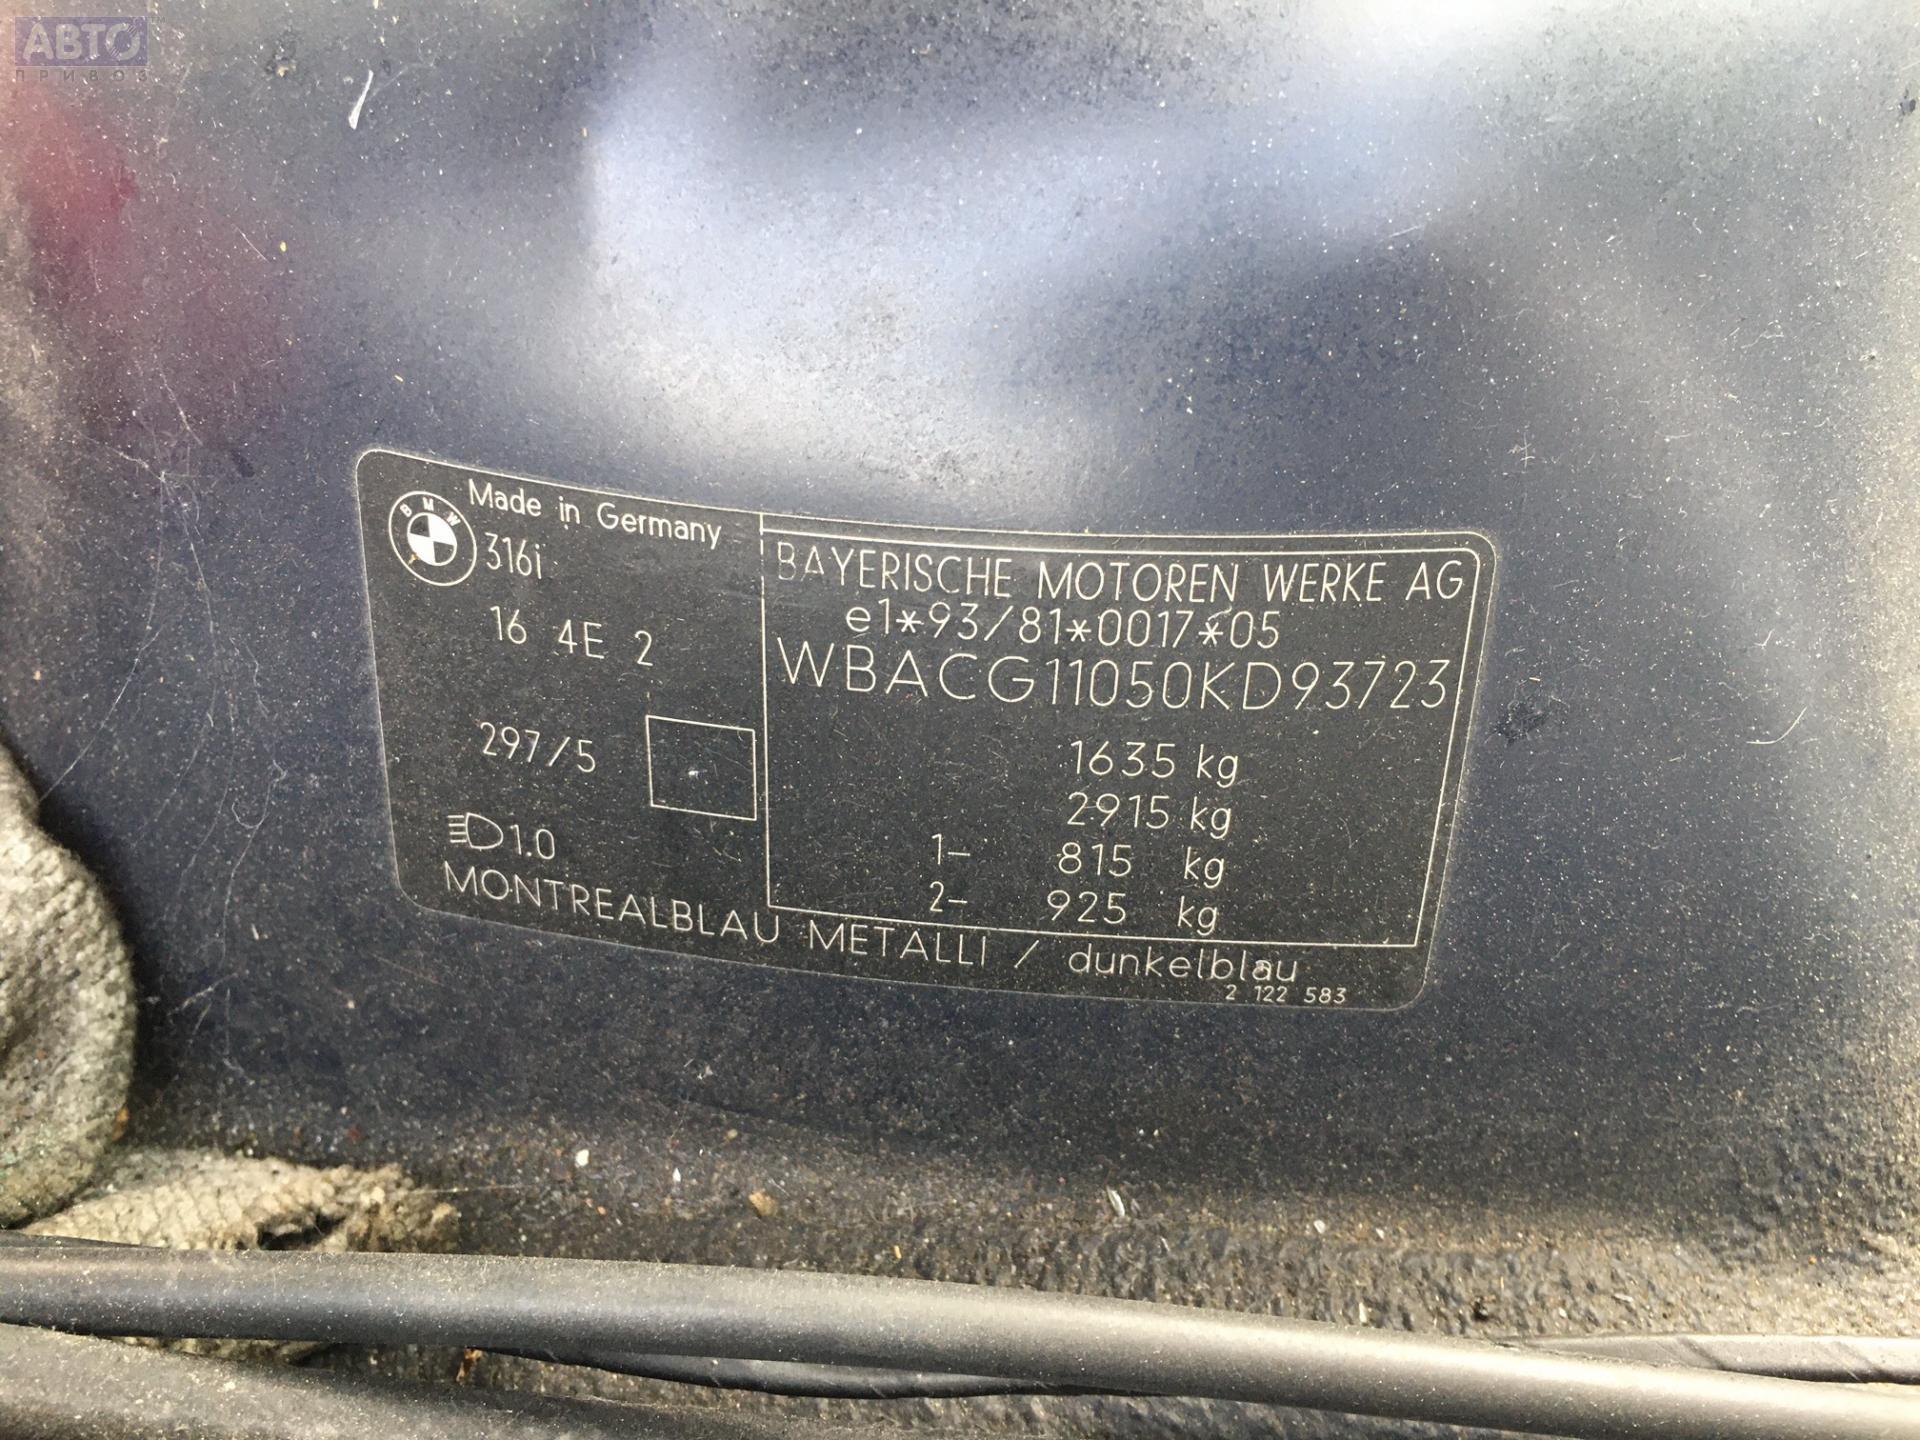 АВТО
ПРИВОЗ
BMW
Made in Germany
316i
16 4E 2
297/5
1.0
BAYERISCHE MOTOREN WERKE AG
e1*93/81*0017*05
WBACG11050KD93723
1635 kg
2915 kg
1- 815 kg
2- 925 kg
MONTREALBLAU METALLI / dunkelblau
2 122 583